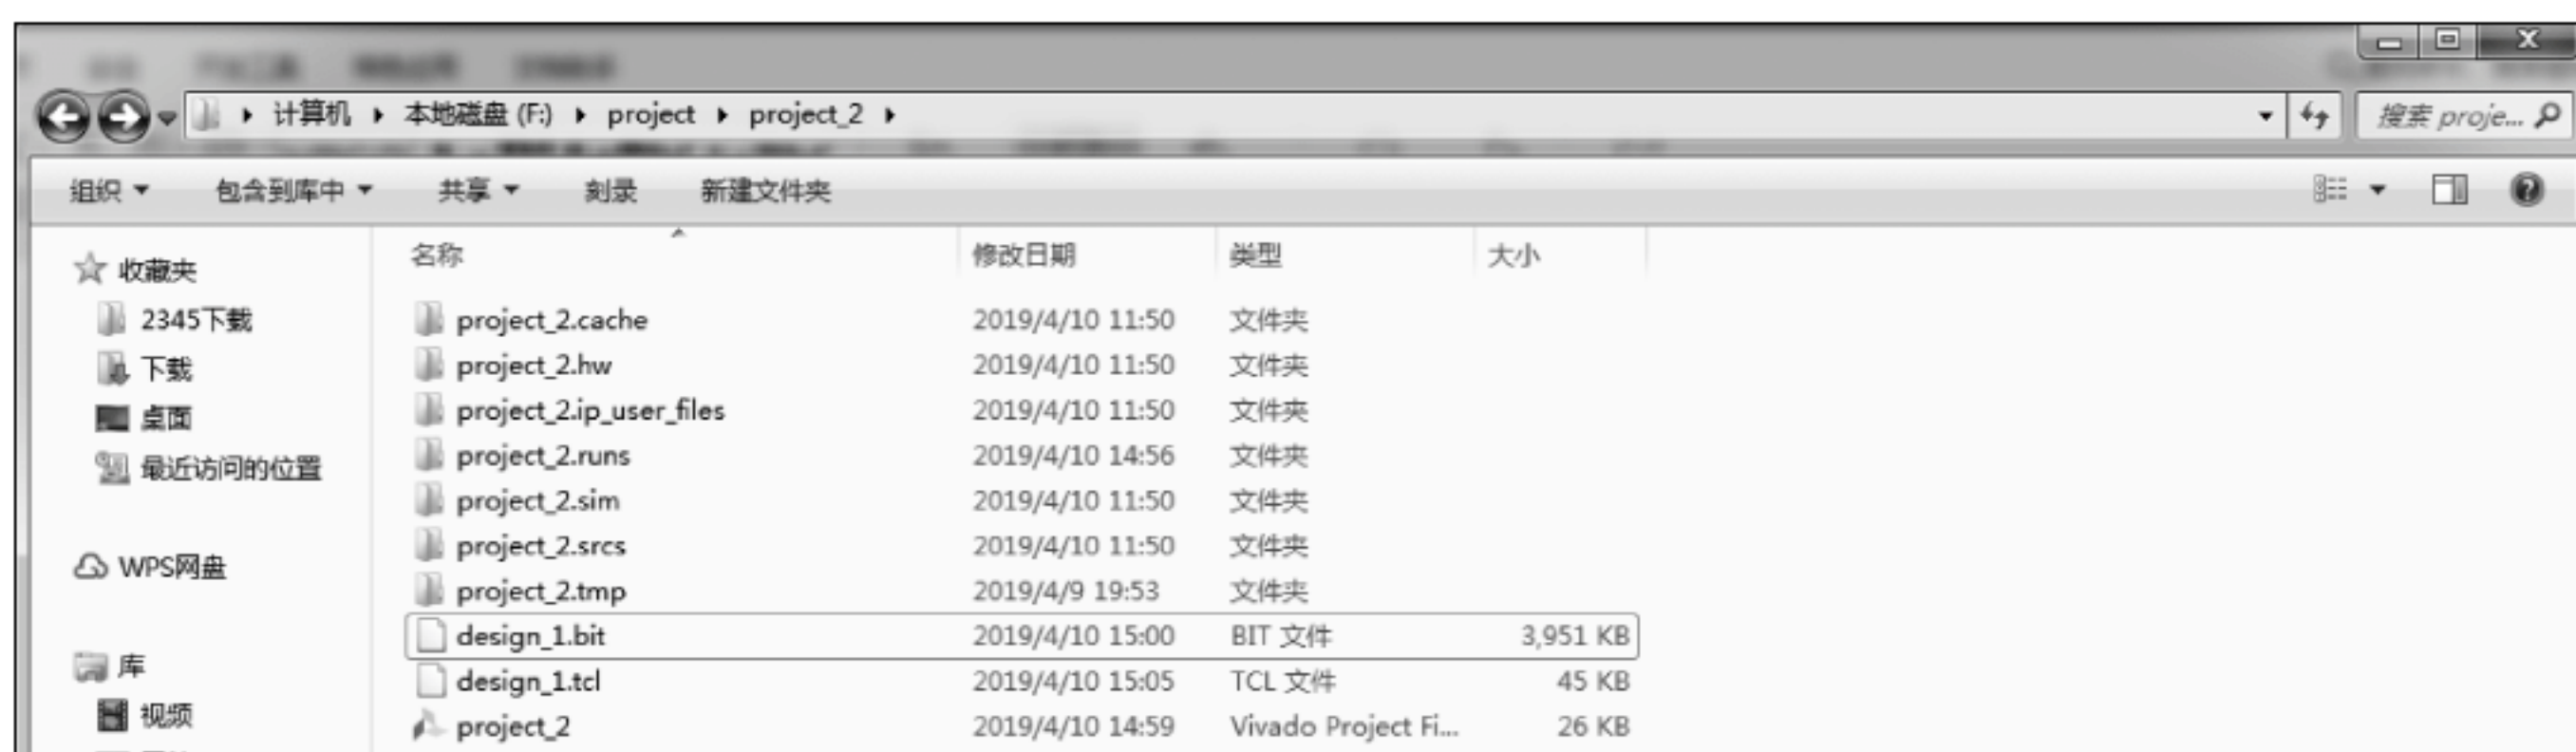 计算机 本地磁盘 (F:) project project_2 搜索 proje...
组织 包含到库中 共享 刻录 新建文件夹
收藏夹
2345下载
下载
桌面
最近访问的位置
WPS网盘
库
视频
名称 修改日期 类型 大小
project_2.cache 2019/4/10 11:50 文件夹
project_2.hw 2019/4/10 11:50 文件夹
project_2.ip_user_files 2019/4/10 11:50 文件夹
project_2.runs 2019/4/10 14:56 文件夹
project_2.sim 2019/4/10 11:50 文件夹
project_2.srcs 2019/4/10 11:50 文件夹
project_2.tmp 2019/4/9 19:53 文件夹
design_1.bit 2019/4/10 15:00 BIT 文件 3,951 KB
design_1.tcl 2019/4/10 15:05 TCL 文件 45 KB
project_2 2019/4/10 14:59 Vivado Project Fi... 26 KB